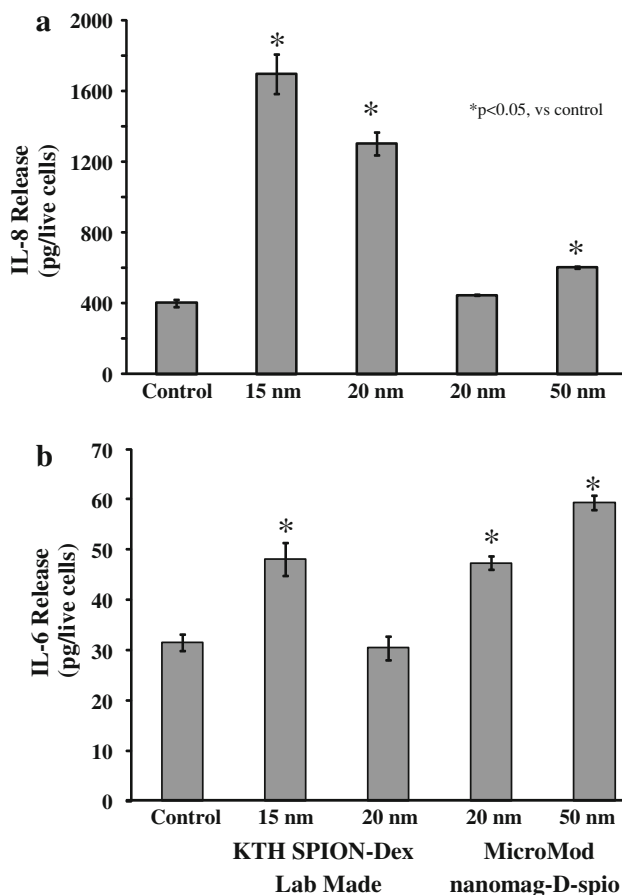 a
2000
1600
1200
800
400
0
IL-8 Release
(pg/live cells)
*
*
*
*p<0.05, vs control
Control 15 nm 20 nm 20 nm 50 nm
b
70
60
50
40
30
20
10
0
IL-6 Release
(pg/live cells)
*
*
*
Control 15 nm 20 nm 20 nm 50 nm
KTH SPION-Dex MicroMod
Lab Made nanomag-D-spio